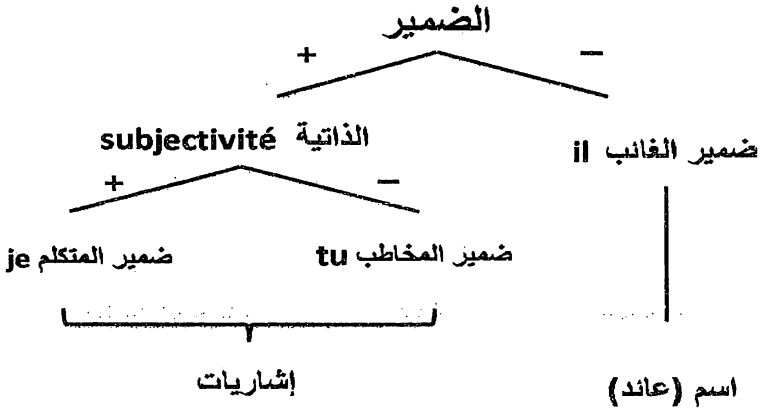 الضمير
+ −
الذاتية subjectivité
ضمير الغائب il
+ −
ضمير المتكلم je
ضمير المخاطب tu
إشاريات
اسم (عائد)